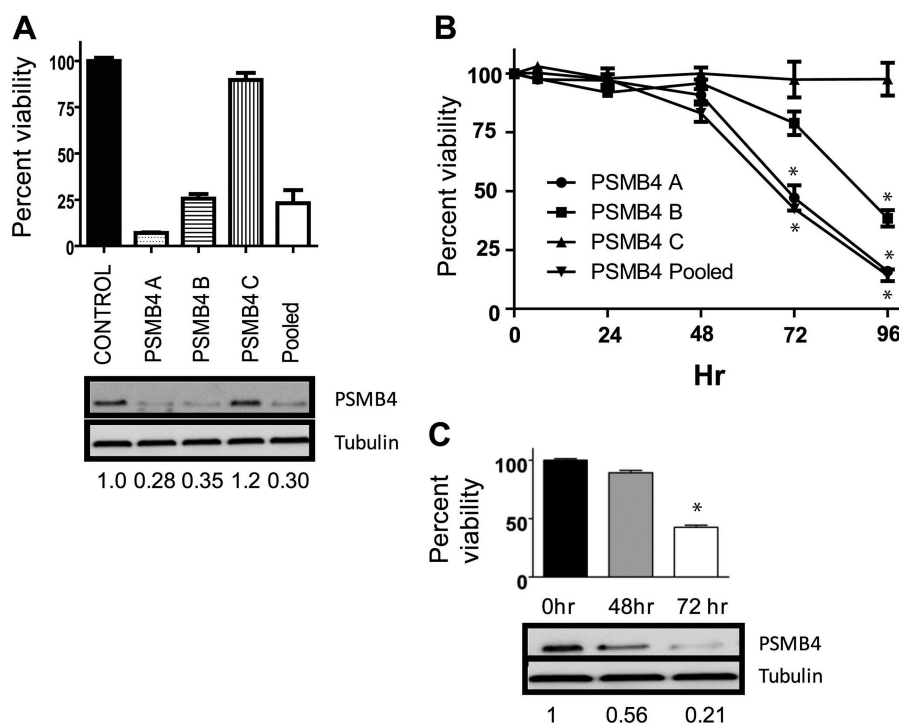 A
Percent viability
100
75
50
25
0
CONTROL
PSMB4 A
PSMB4 B
PSMB4 C
Pooled
PSMB4
Tubulin
1.0 0.28 0.35 1.2 0.30
B
Percent viability
100
75
50
25
0
PSMB4 A
PSMB4 B
PSMB4 C
PSMB4 Pooled
*
*
*
*
*
0 24 48 72 96
Hr
C
Percent
viability
100
50
0
*
0hr 48hr 72 hr
PSMB4
Tubulin
1 0.56 0.21